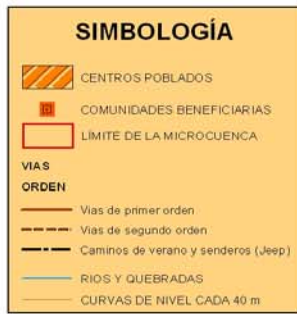 SIMBOLOGÍA
CENTROS POBLADOS
COMUNIDADES BENEFICIARIAS
LÍMITE DE LA MICROCUENCA
VIAS
ORDEN
Vias de primer orden
Vias de segundo orden
Caminos de verano y senderos (Jeep)
RIOS Y QUEBRADAS
CURVAS DE NIVEL CADA 40 m